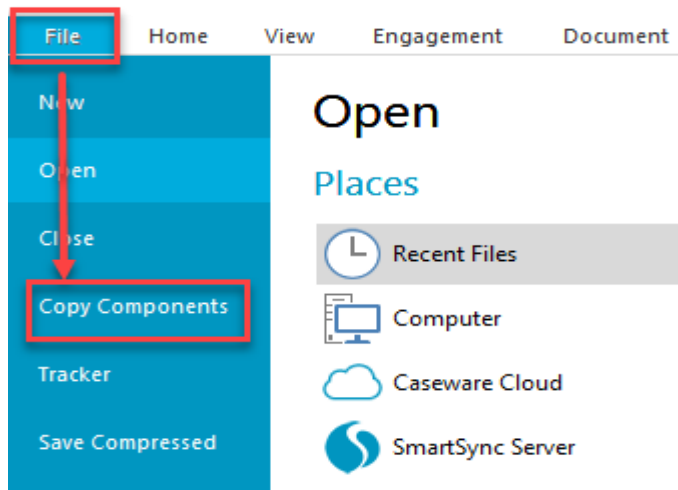 File Home View Engagement Document
New
Open
Close
Copy Components
Tracker
Save Compressed
Open
Places
Recent Files
Computer
Caseware Cloud
SmartSync Server